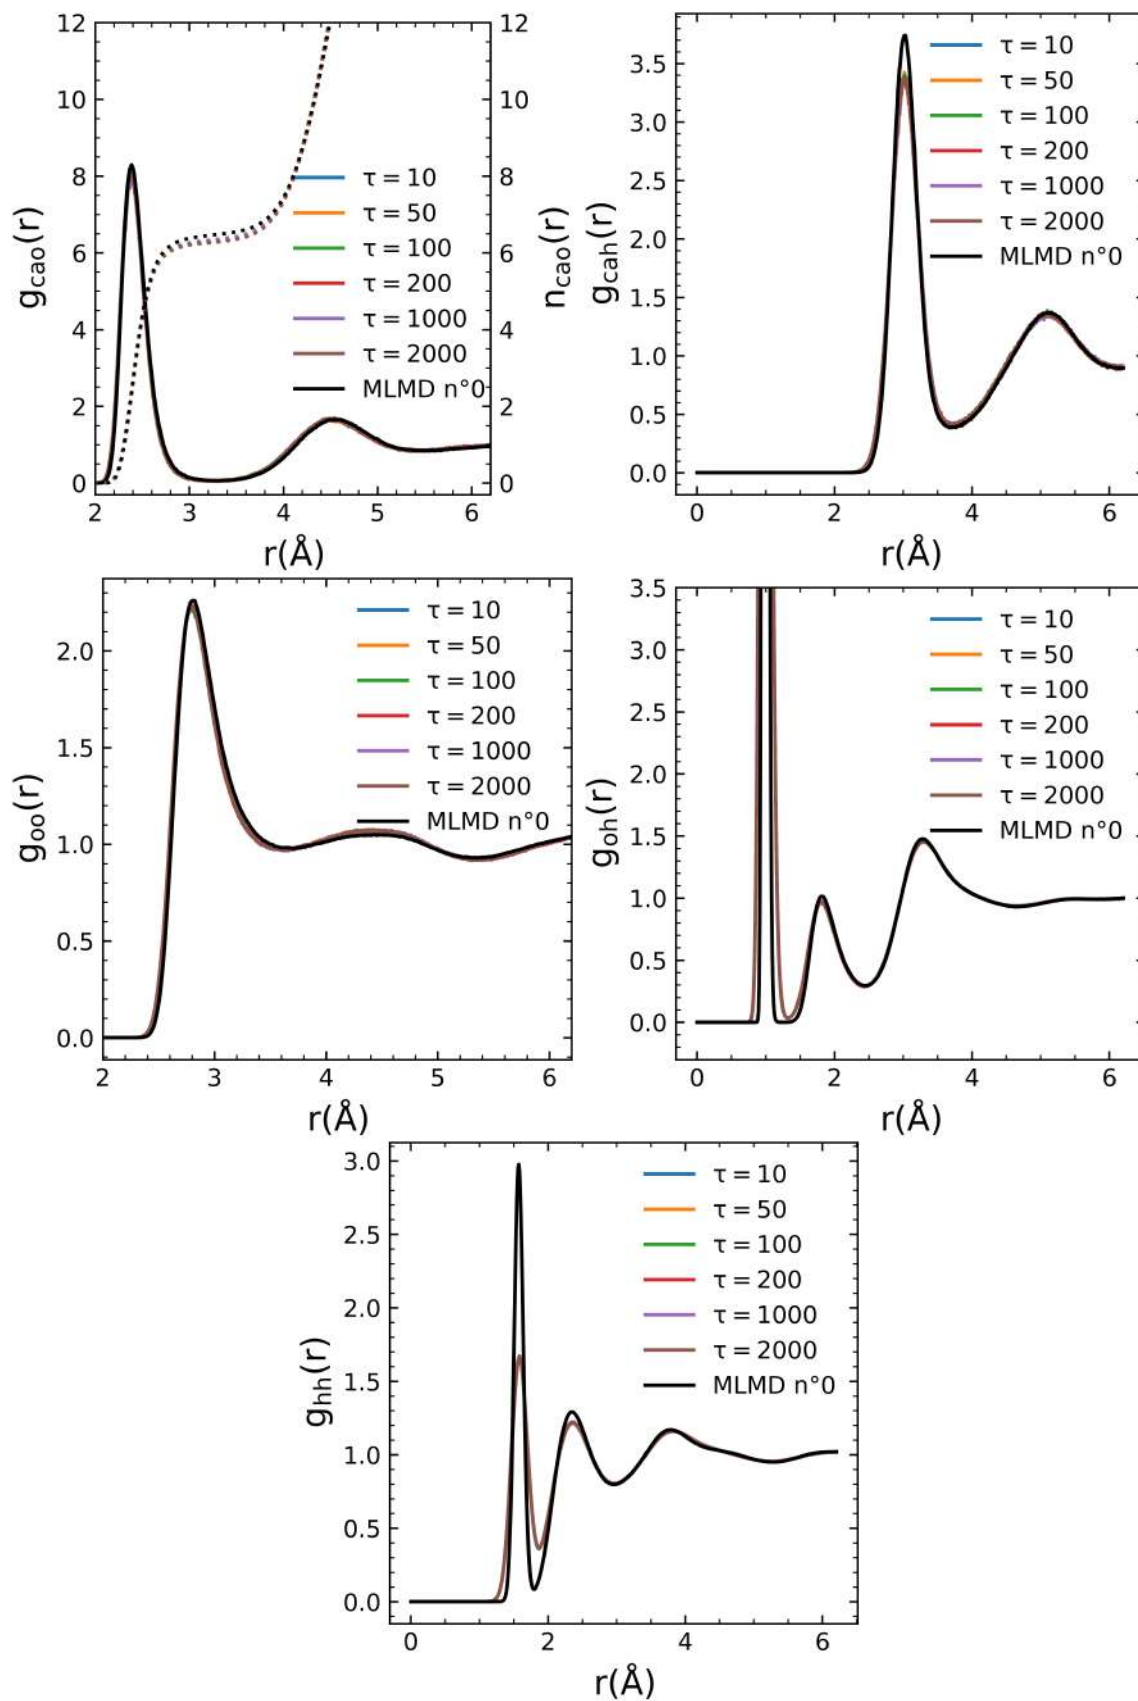 12
10
8
6
4
2
0
g_cao(r)
12
10
8
6
4
2
0
n_cao(r)
τ = 10
τ = 50
τ = 100
τ = 200
τ = 1000
τ = 2000
MLMD n°0
2 3 4 5 6
r(Å)
3.5
3.0
2.5
2.0
1.5
1.0
0.5
0.0
g_cah(r)
τ = 10
τ = 50
τ = 100
τ = 200
τ = 1000
τ = 2000
MLMD n°0
0 2 4 6
r(Å)
2.0
1.5
1.0
0.5
0.0
g_oo(r)
τ = 10
τ = 50
τ = 100
τ = 200
τ = 1000
τ = 2000
MLMD n°0
2 3 4 5 6
r(Å)
3.5
3.0
2.5
2.0
1.5
1.0
0.5
0.0
g_oh(r)
τ = 10
τ = 50
τ = 100
τ = 200
τ = 1000
τ = 2000
MLMD n°0
0 2 4 6
r(Å)
3.0
2.5
2.0
1.5
1.0
0.5
0.0
g_hh(r)
τ = 10
τ = 50
τ = 100
τ = 200
τ = 1000
τ = 2000
MLMD n°0
0 2 4 6
r(Å)